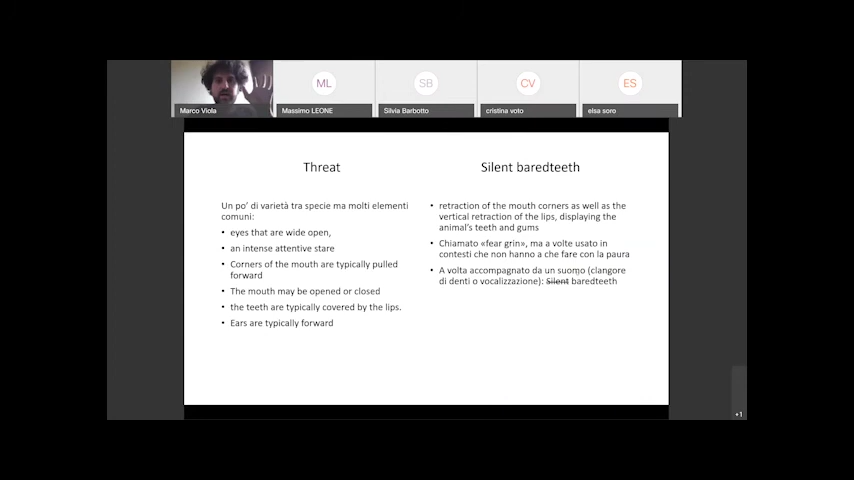 ML
SB
CV
ES
Marco Viola
Massimo LEONE
Silvia Barbotto
cristina voto
elsa soro
Threat
Un po' di varietà tra specie ma molti elementi
comuni:
• eyes that are wide open,
• an intense attentive stare
• Corners of the mouth are typically pulled
forward
• The mouth may be opened or closed
• the teeth are typically covered by the lips.
• Ears are typically forward
Silent baredteeth
• retraction of the mouth corners as well as the
vertical retraction of the lips, displaying the
animal's teeth and gums
• Chiamato «fear grin», ma a volte usato in
contesti che non hanno a che fare con la paura
• A volta accompagnato da un suono (clangore
di denti o vocalizzazione): Silent baredteeth
+1